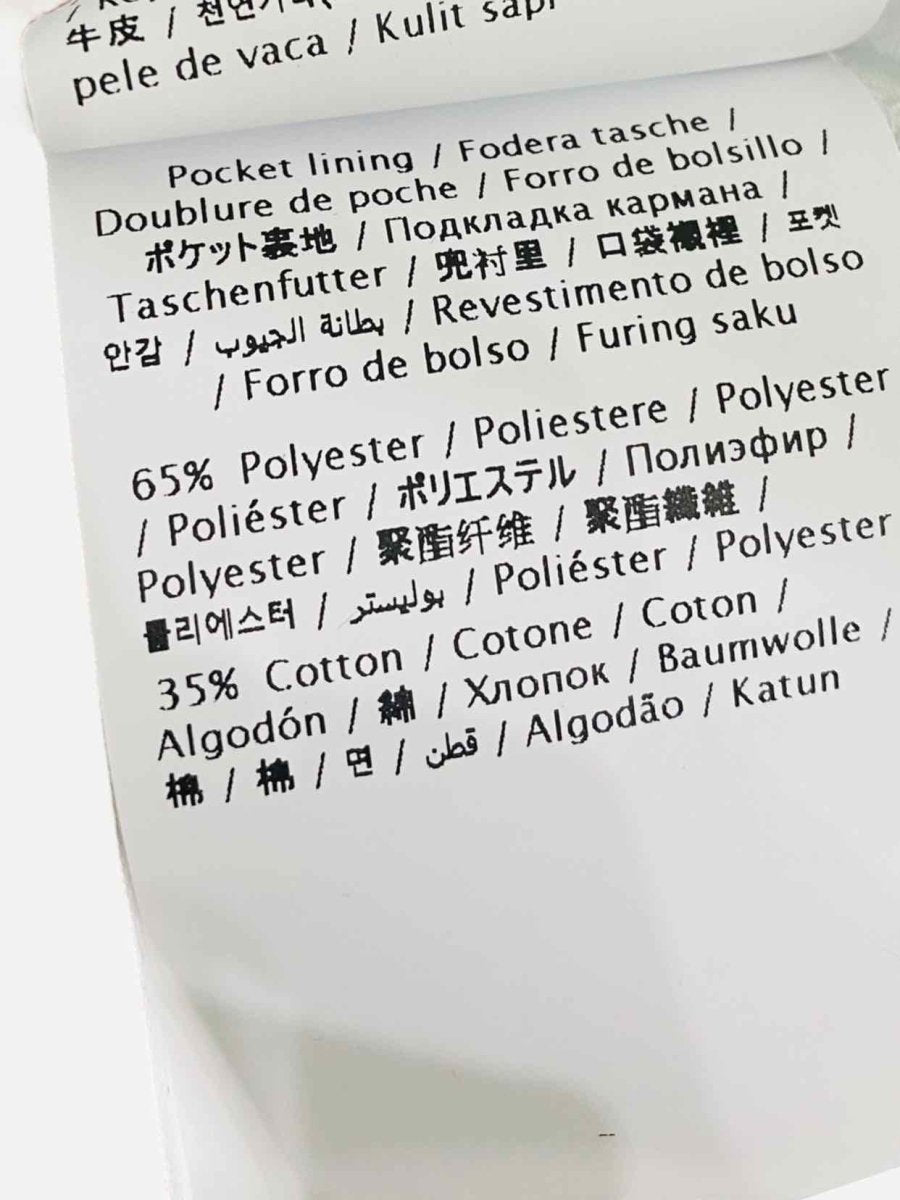 牛皮 / 천연가죽
pele de vaca / Kulit sapi
Pocket lining / Fodera tasche /
Doublure de poche / Forro de bolsillo /
ポケット裏地 / Подкладка кармана /
Taschenfutter / 兜衬里 / 口袋襯裡 / 포켓
안감 / بطانة الجيوب / Revestimento de bolso
/ Forro de bolso / Furing saku
65% Polyester / Poliestere / Polyester
/ Poliéster / ポリエステル / Полиэфир /
Polyester / 聚酯纤维 / 聚酯纖維 /
폴리에스터 / بوليستر / Poliéster / Polyester
35% Cotton / Cotone / Coton /
Algodón / 綿 / Хлопок / Baumwolle /
棉 / 棉 / 면 / قطن / Algodão / Katun